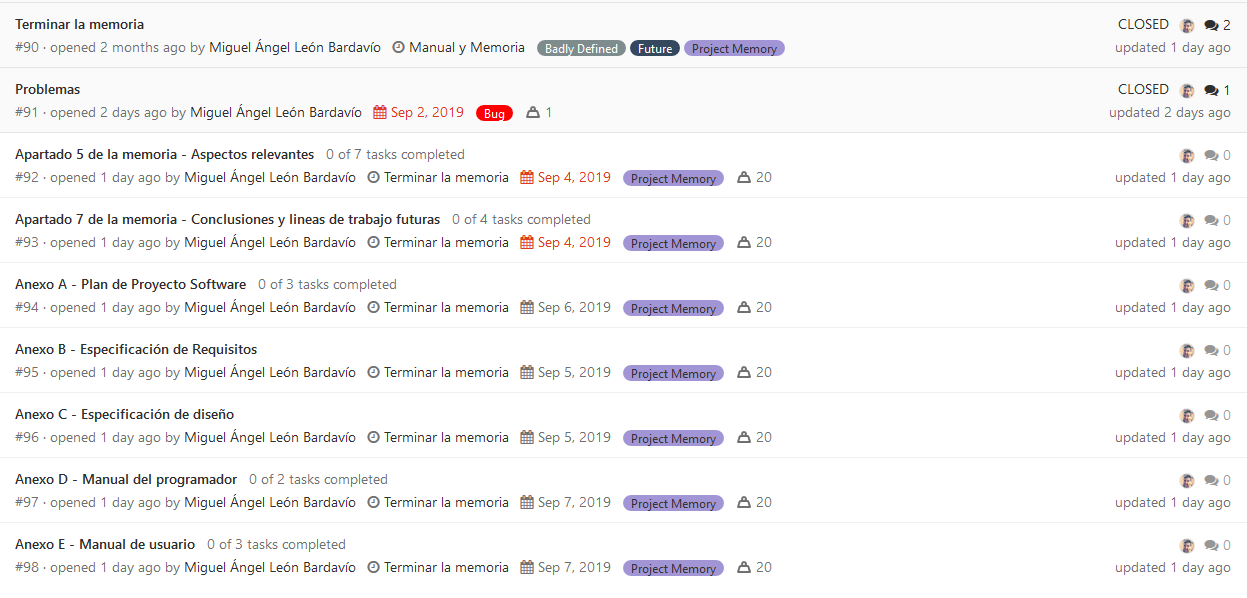 Terminar la memoria CLOSED 2
#90 · opened 2 months ago by Miguel Ángel León Bardavío Manual y Memoria Badly Defined Future Project Memory updated 1 day ago
Problemas CLOSED 1
#91 · opened 2 days ago by Miguel Ángel León Bardavío Sep 2, 2019 Bug 1 updated 2 days ago
Apartado 5 de la memoria - Aspectos relevantes 0 of 7 tasks completed 0
#92 · opened 1 day ago by Miguel Ángel León Bardavío Terminar la memoria Sep 4, 2019 Project Memory 20 updated 1 day ago
Apartado 7 de la memoria - Conclusiones y lineas de trabajo futuras 0 of 4 tasks completed 0
#93 · opened 1 day ago by Miguel Ángel León Bardavío Terminar la memoria Sep 4, 2019 Project Memory 20 updated 1 day ago
Anexo A - Plan de Proyecto Software 0 of 3 tasks completed 0
#94 · opened 1 day ago by Miguel Ángel León Bardavío Terminar la memoria Sep 6, 2019 Project Memory 20 updated 1 day ago
Anexo B - Especificación de Requisitos 0
#95 · opened 1 day ago by Miguel Ángel León Bardavío Terminar la memoria Sep 5, 2019 Project Memory 20 updated 1 day ago
Anexo C - Especificación de diseño 0
#96 · opened 1 day ago by Miguel Ángel León Bardavío Terminar la memoria Sep 5, 2019 Project Memory 20 updated 1 day ago
Anexo D - Manual del programador 0 of 2 tasks completed 0
#97 · opened 1 day ago by Miguel Ángel León Bardavío Terminar la memoria Sep 7, 2019 Project Memory 20 updated 1 day ago
Anexo E - Manual de usuario 0 of 3 tasks completed 0
#98 · opened 1 day ago by Miguel Ángel León Bardavío Terminar la memoria Sep 7, 2019 Project Memory 20 updated 1 day ago